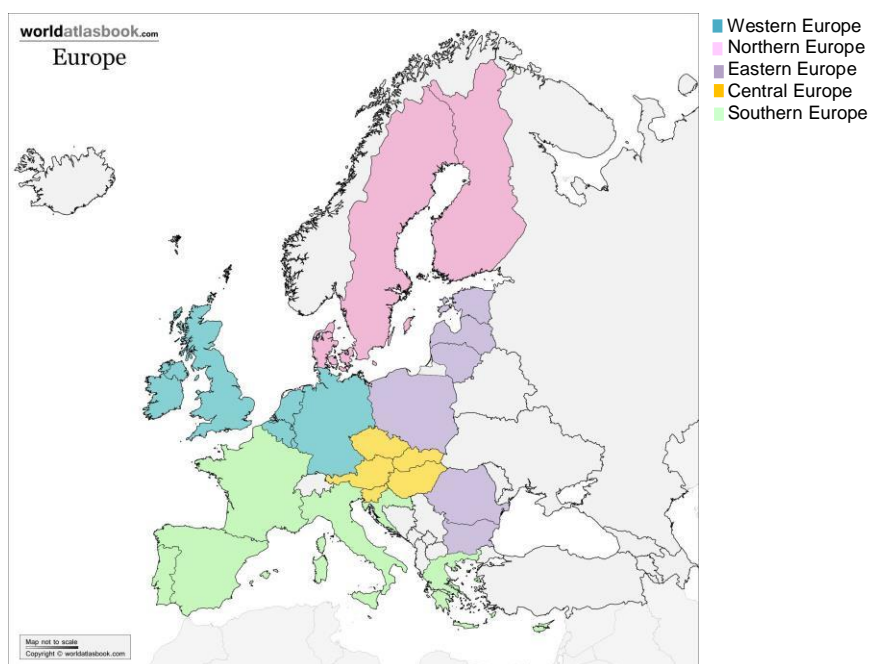 worldatlasbook.com
Europe
Western Europe
Northern Europe
Eastern Europe
Central Europe
Southern Europe
Map not to scale
Copyright © worldatlasbook.com